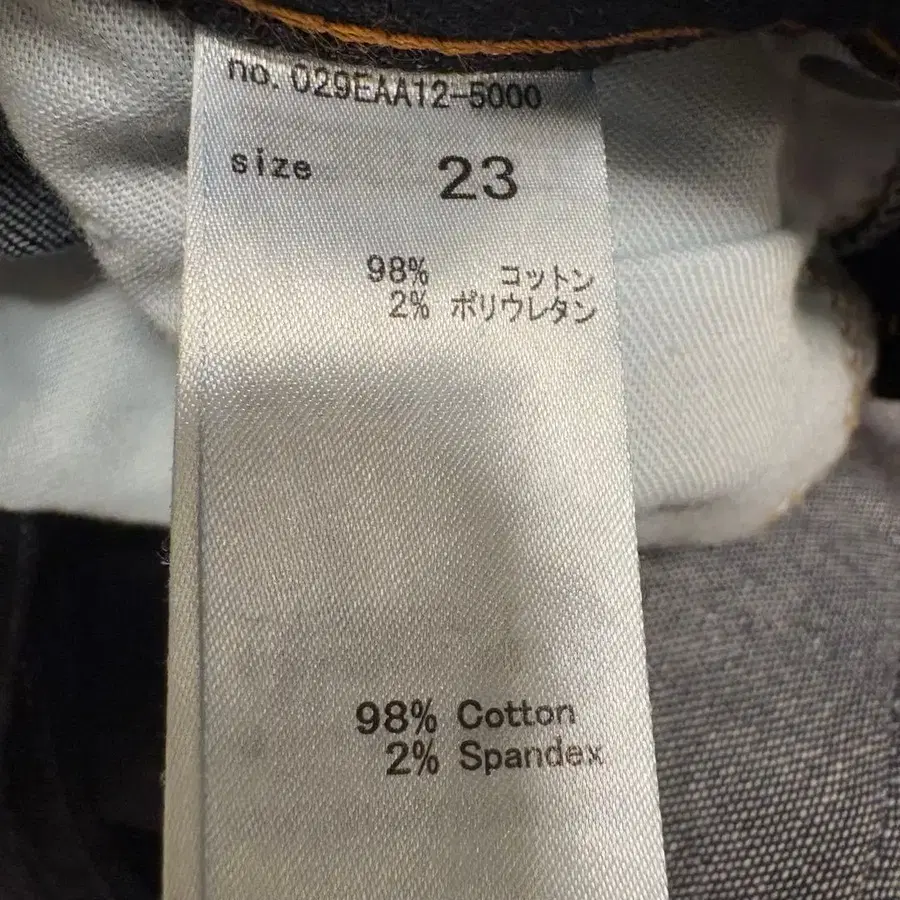 no. 029EAA12-5000
size 23
98% コットン
2% ポリウレタン
98% Cotton
2% Spandex